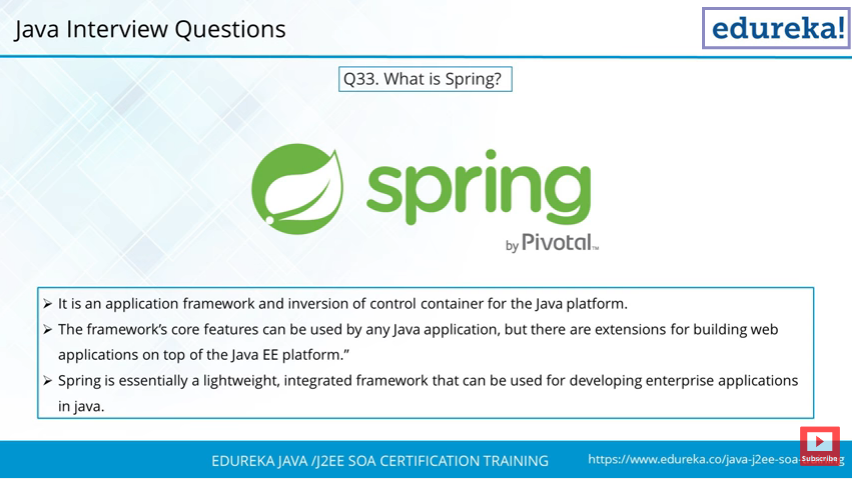 Java Interview Questions
edureka!
Q33. What is Spring?
spring
by Pivotal™
➢ It is an application framework and inversion of control container for the Java platform.
➢ The framework's core features can be used by any Java application, but there are extensions for building web
applications on top of the Java EE platform.”
➢ Spring is essentially a lightweight, integrated framework that can be used for developing enterprise applications
in java.
EDUREKA JAVA /J2EE SOA CERTIFICATION TRAINING
https://www.edureka.co/java-j2ee-soa-
Subscribe